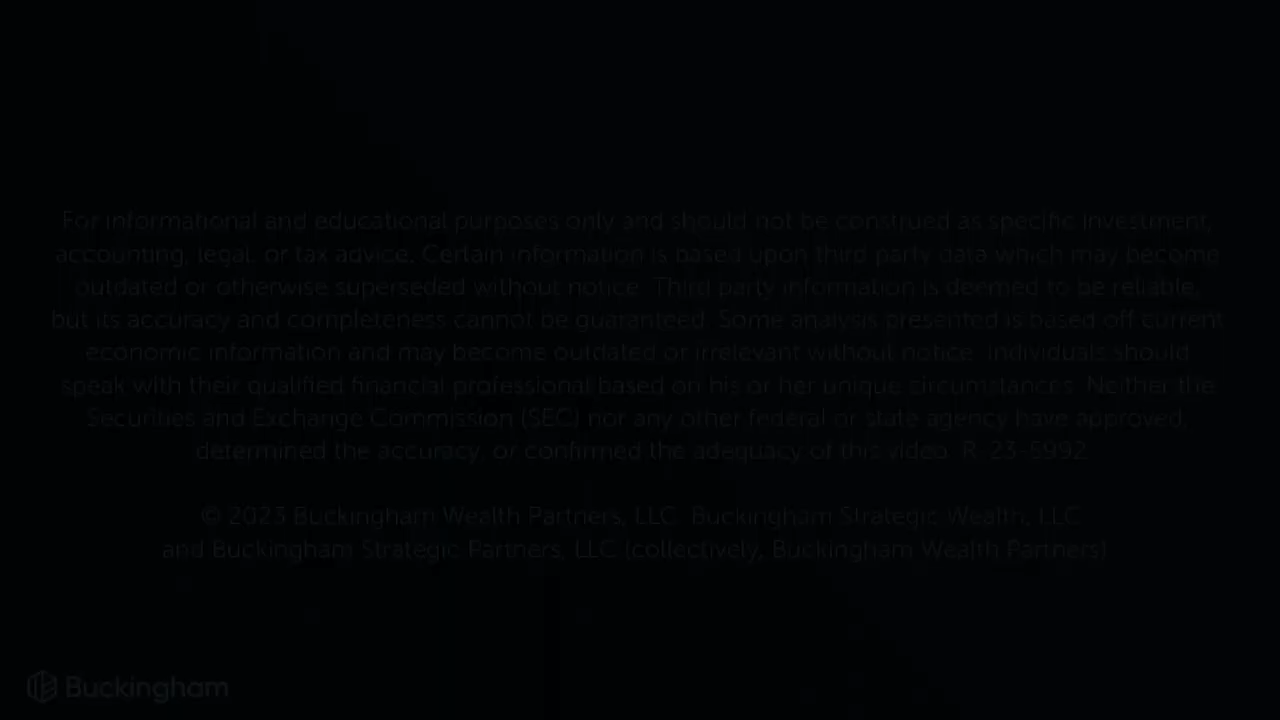 For informational and educational purposes only and should not be construed as specific investment,
accounting, legal, or tax advice. Certain information is based upon third party data which may become
outdated or otherwise superseded without notice. Third party information is deemed to be reliable,
but its accuracy and completeness cannot be guaranteed. Some analysis presented is based off current
economic information and may become outdated or irrelevant without notice. Individuals should
speak with their qualified financial professional based on his or her unique circumstances. Neither the
Securities and Exchange Commission (SEC) nor any other federal or state agency have approved,
determined the accuracy, or confirmed the adequacy of this video. R-23-5992
© 2023 Buckingham Wealth Partners, LLC. Buckingham Strategic Wealth, LLC
and Buckingham Strategic Partners, LLC (collectively, Buckingham Wealth Partners)
Buckingham